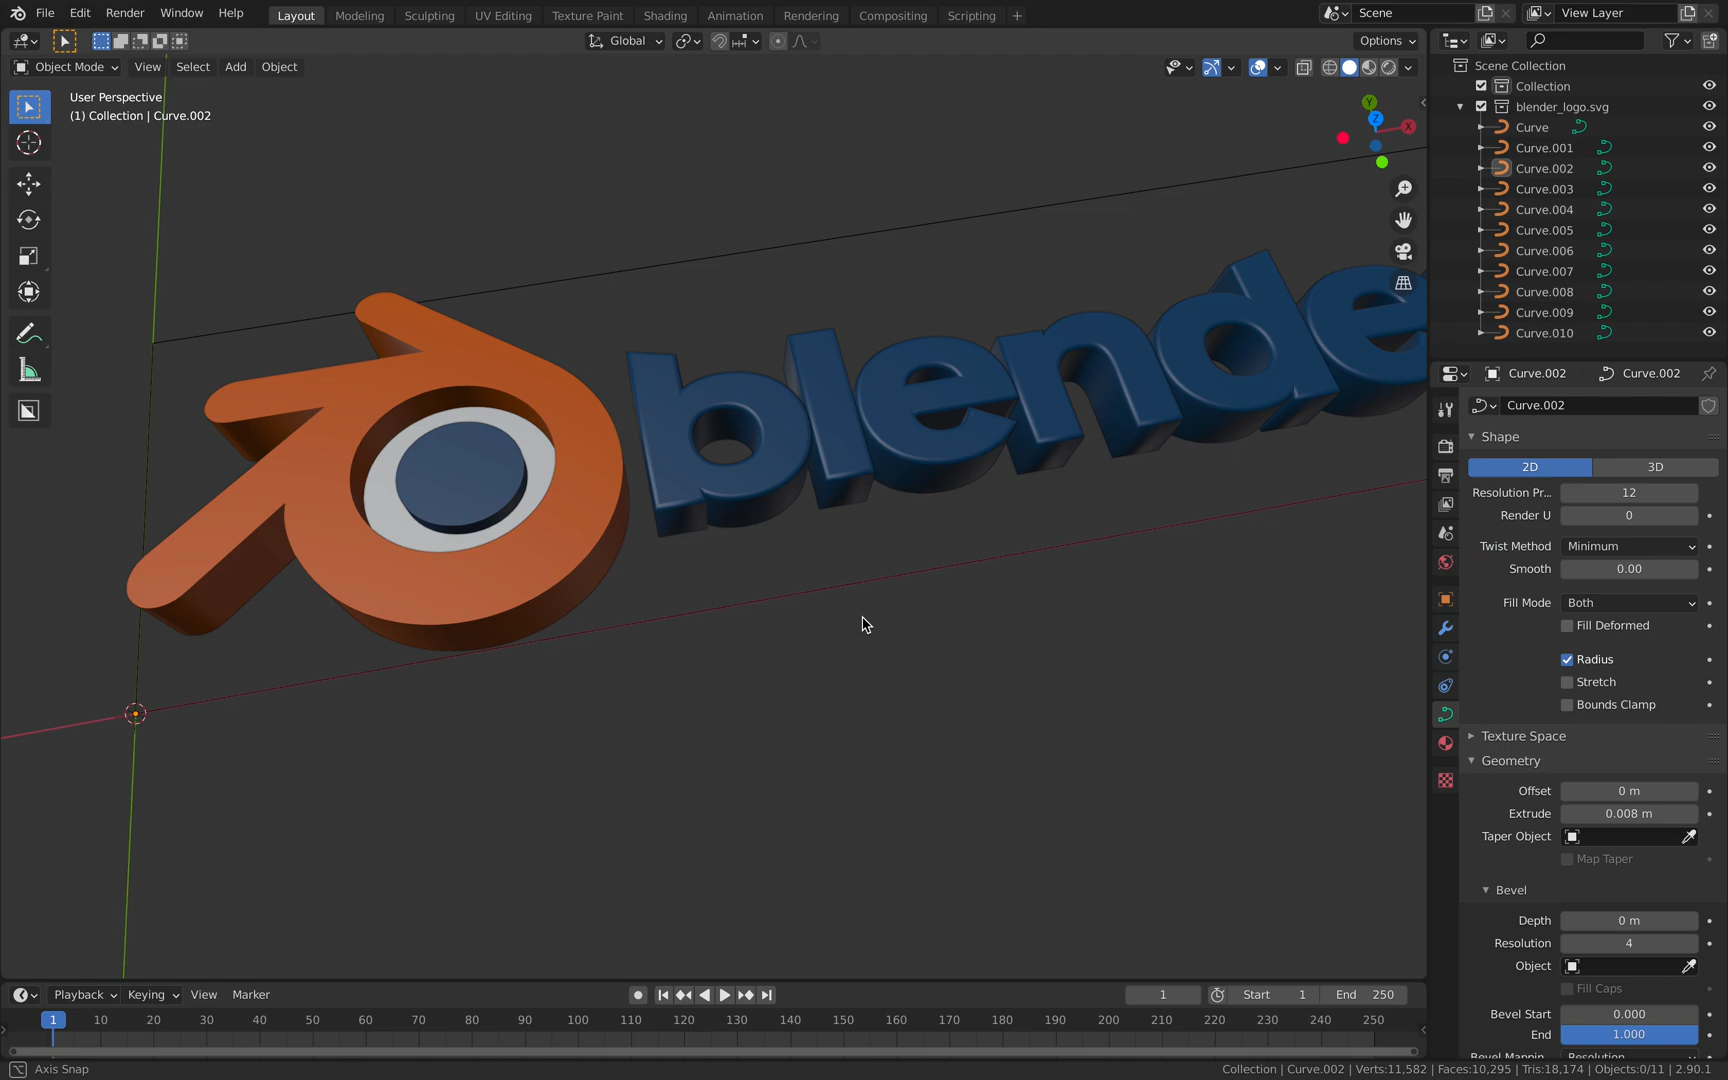 File Edit Render Window Help Layout Modeling Sculpting UV Editing Texture Paint Shading Animation Rendering Compositing Scripting + Scene View Layer
Global Options
Object Mode View Select Add Object
User Perspective
(1) Collection | Curve.002
Y
Z
X
blende
Scene Collection
Collection
blender_logo.svg
Curve
Curve.001
Curve.002
Curve.003
Curve.004
Curve.005
Curve.006
Curve.007
Curve.008
Curve.009
Curve.010
Curve.002 Curve.002
Curve.002
Shape
2D 3D
Resolution Pr... 12
Render U 0
Twist Method Minimum
Smooth 0.00
Fill Mode Both
Fill Deformed
Radius
Stretch
Bounds Clamp
Texture Space
Geometry
Offset 0 m
Extrude 0.008 m
Taper Object
Map Taper
Bevel
Depth 0 m
Resolution 4
Object
Fill Caps
Bevel Start 0.000
End 1.000
Bevel Mappin... Resolution
Playback Keying View Marker 1 Start 1 End 250
1 10 20 30 40 50 60 70 80 90 100 110 120 130 140 150 160 170 180 190 200 210 220 230 240 250
Axis Snap Collection | Curve.002 | Verts:11,582 | Faces:10,295 | Tris:18,174 | Objects:0/11 | 2.90.1